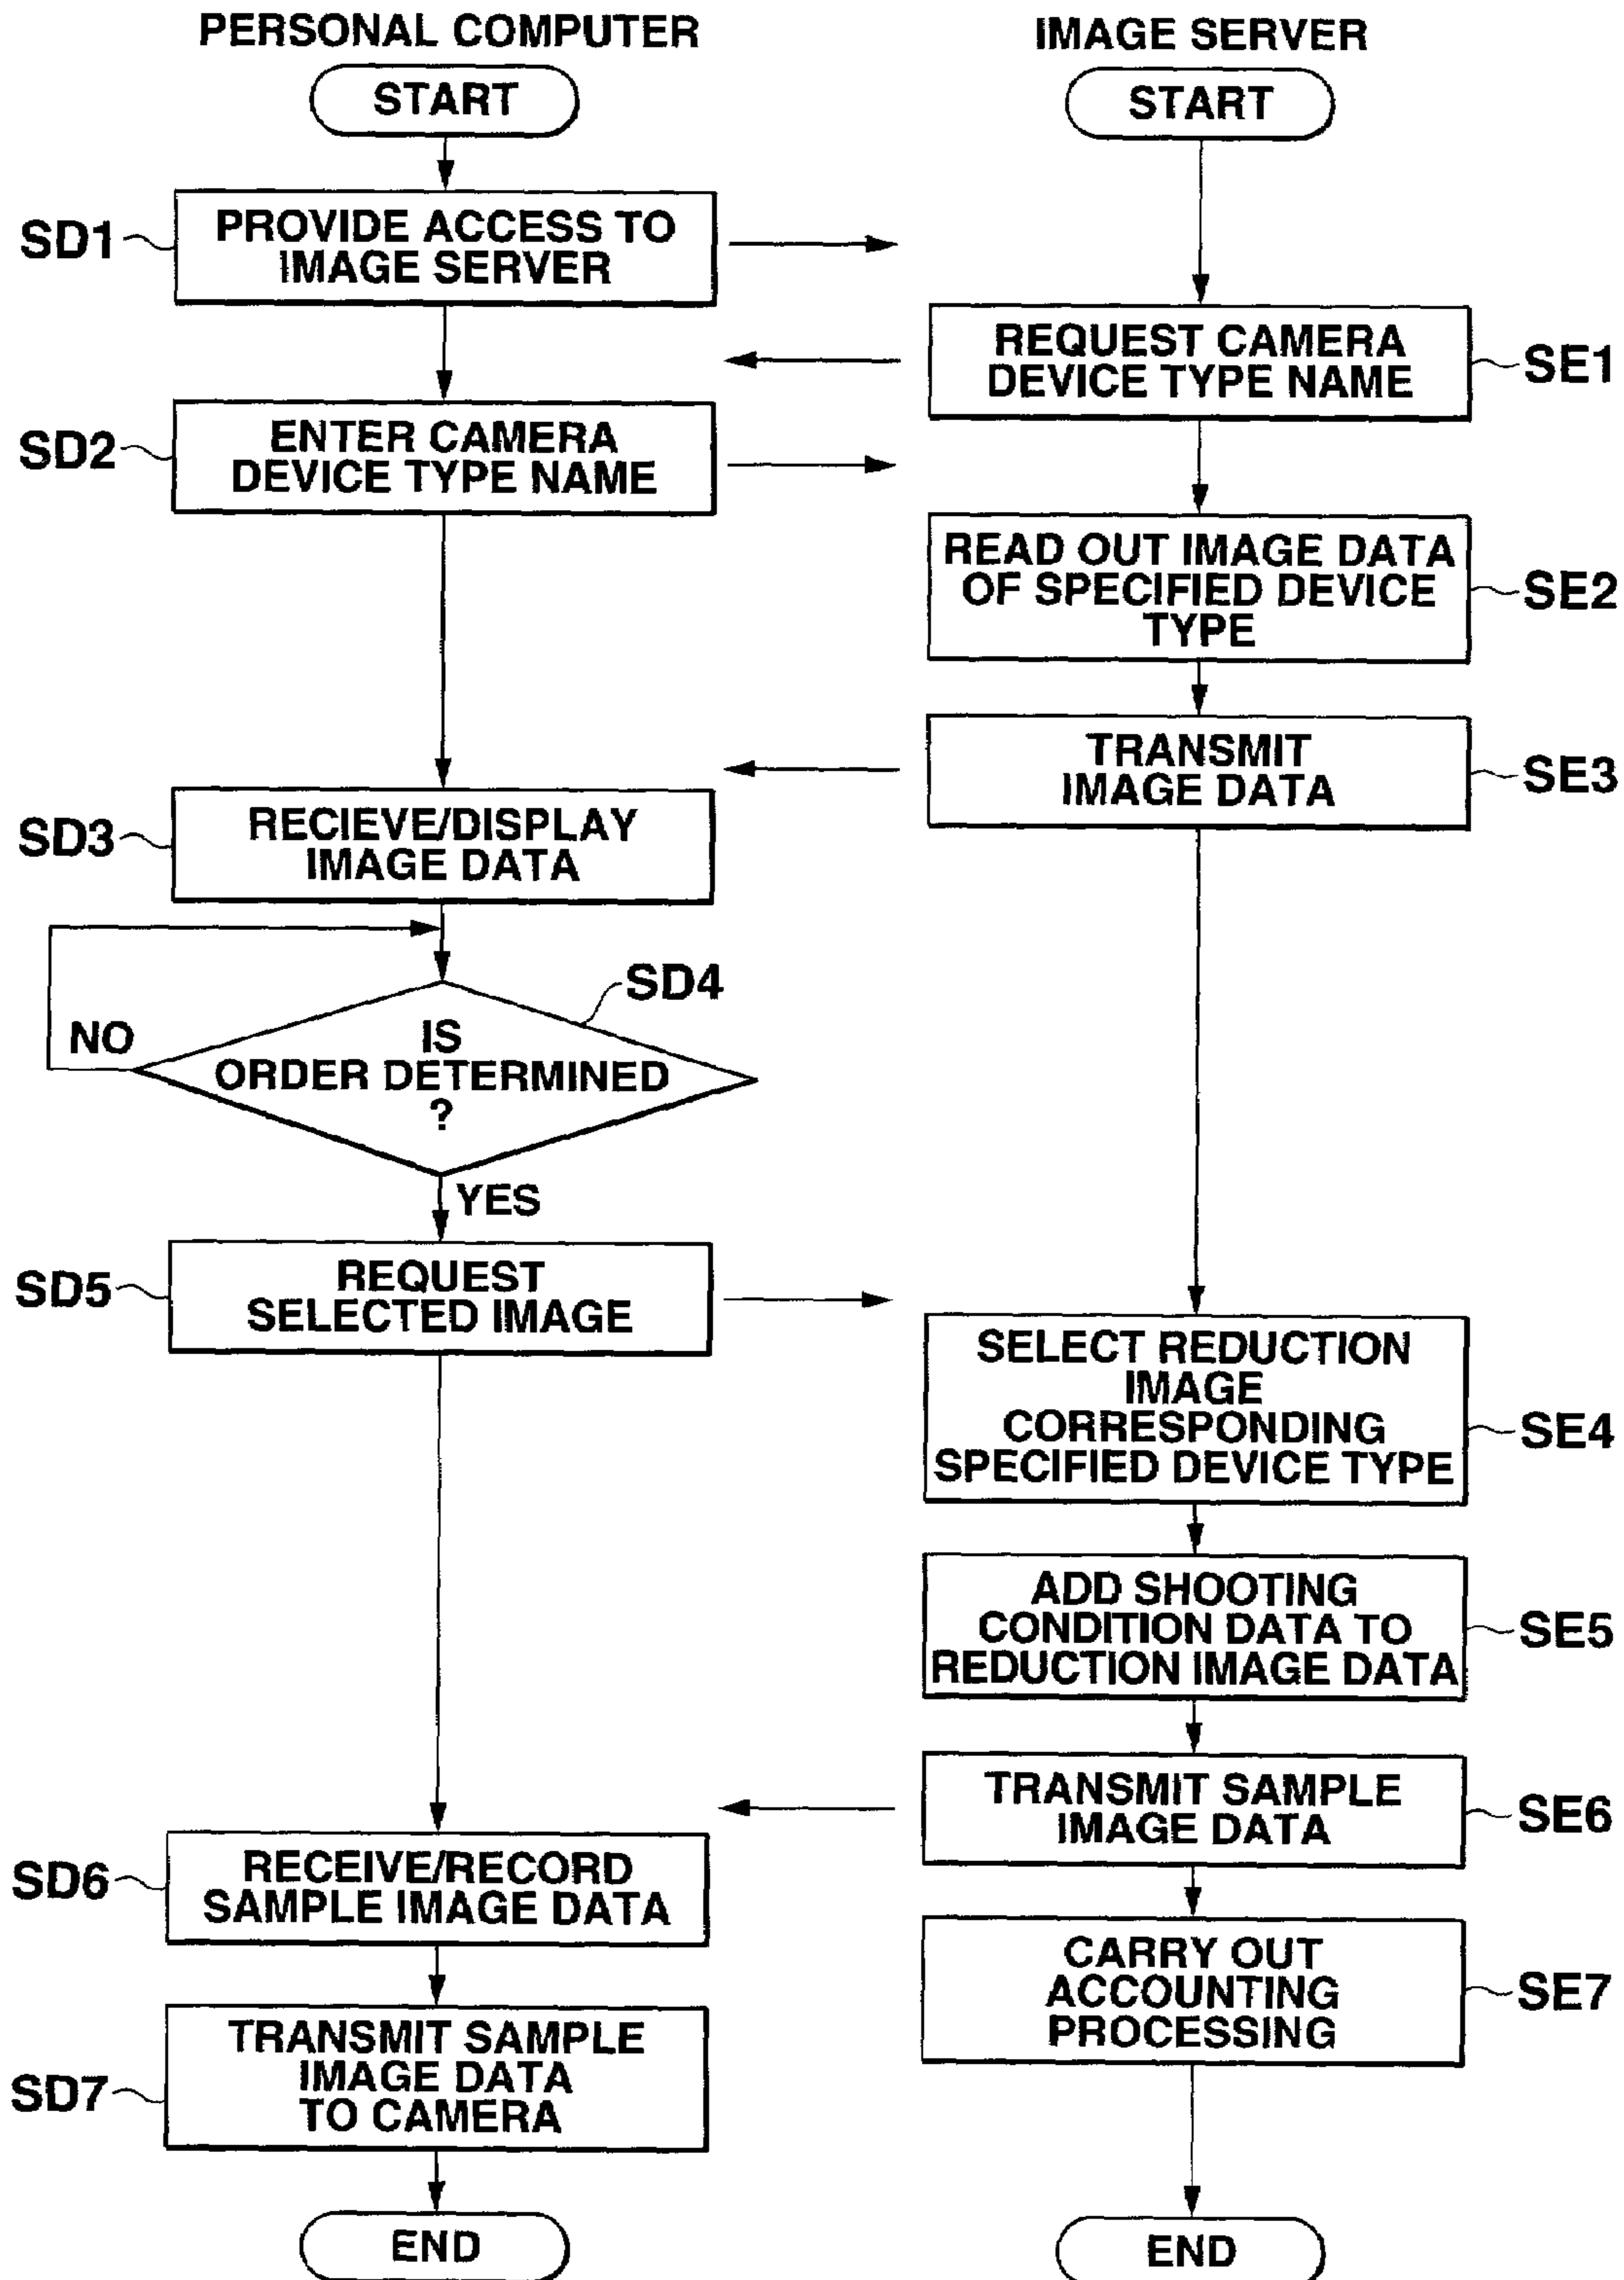 PERSONAL COMPUTER
START
SD1
PROVIDE ACCESS TO
IMAGE SERVER
SD2
ENTER CAMERA
DEVICE TYPE NAME
SD3
RECIEVE/DISPLAY
IMAGE DATA
SD4
NO
IS
ORDER DETERMINED
?
YES
SD5
REQUEST
SELECTED IMAGE
SD6
RECEIVE/RECORD
SAMPLE IMAGE DATA
SD7
TRANSMIT SAMPLE
IMAGE DATA
TO CAMERA
END
IMAGE SERVER
START
REQUEST CAMERA
DEVICE TYPE NAME
SE1
READ OUT IMAGE DATA
OF SPECIFIED DEVICE
TYPE
SE2
TRANSMIT
IMAGE DATA
SE3
SELECT REDUCTION
IMAGE
CORRESPONDING
SPECIFIED DEVICE TYPE
SE4
ADD SHOOTING
CONDITION DATA TO
REDUCTION IMAGE DATA
SE5
TRANSMIT SAMPLE
IMAGE DATA
SE6
CARRY OUT
ACCOUNTING
PROCESSING
SE7
END